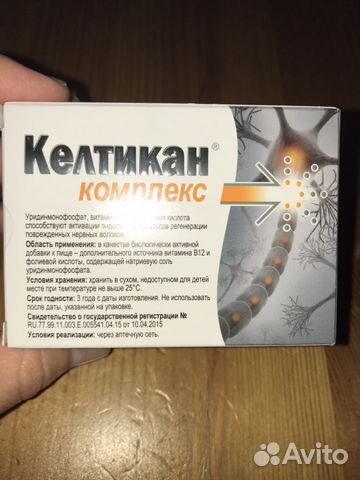 Келтикан®
комплекс
Уридинмонофосфат, витамин кислота
способствуют активации регенерации
поврежденных нервных волокон.
Область применения: в качестве биологически активной
добавки к пище – дополнительного источника витамина В12 и
фолиевой кислоты, содержащей натриевую соль
уридинмонофосфата.
Условия хранения: хранить в сухом, недоступном для детей
месте при температуре не выше 25°С.
Срок годности: 3 года с даты изготовления. Не использовать
после даты, указанной на упаковке.
Свидетельство о государственной регистрации №
RU.77.99.11.003.Е.005541.04.15 от 10.04.2015
Условия реализации: через аптечную сеть.
Avito